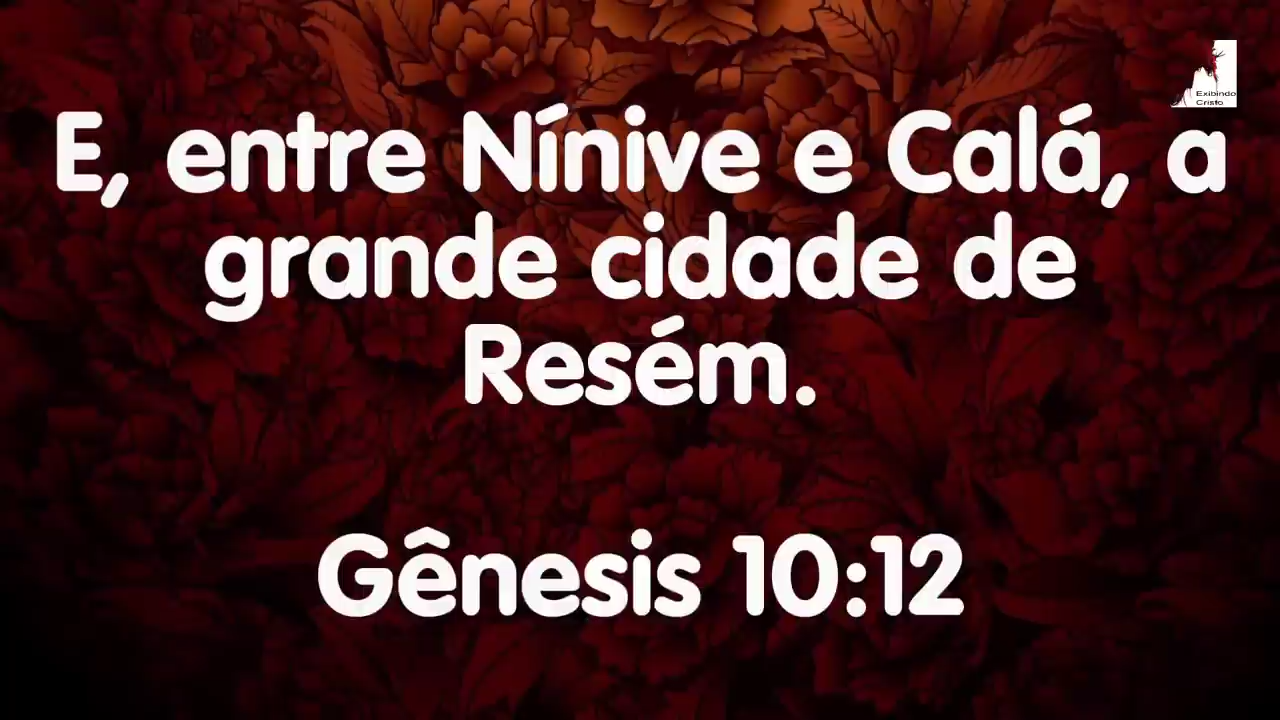 Exibindo
Cristo
E, entre Nínive e Calá, a
grande cidade de
Resém.
Gênesis 10:12